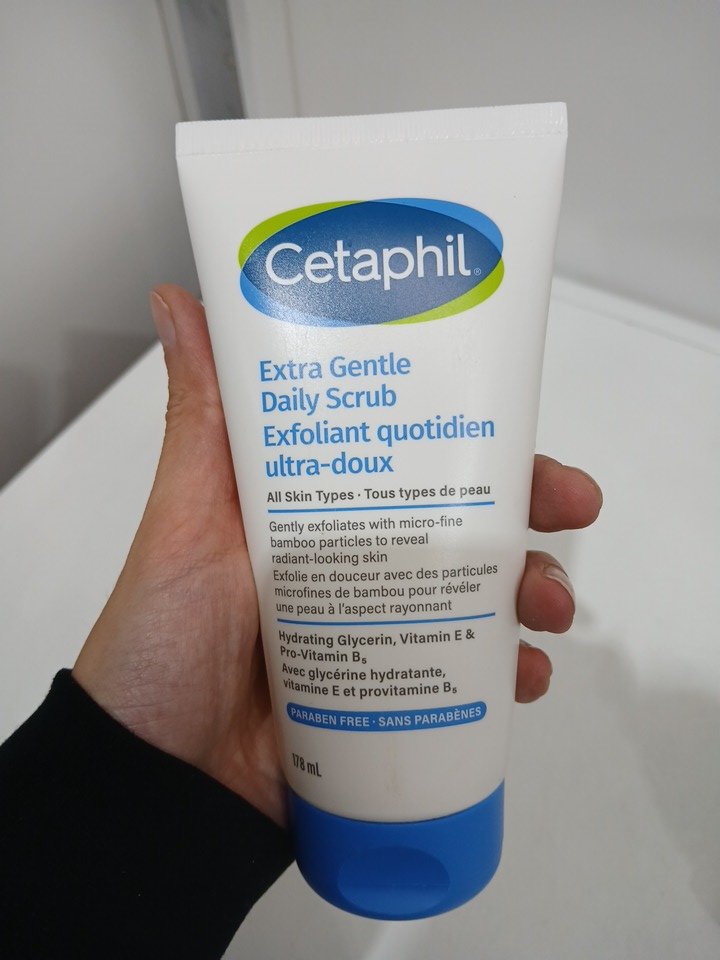 Cetaphil®
Extra Gentle
Daily Scrub
Exfoliant quotidien
ultra-doux
All Skin Types · Tous types de peau
Gently exfoliates with micro-fine
bamboo particles to reveal
radiant-looking skin
Exfolie en douceur avec des particules
microfines de bambou pour révéler
une peau à l'aspect rayonnant
Hydrating Glycerin, Vitamin E &
Pro-Vitamin B₅
Avec glycérine hydratante,
vitamine E et provitamine B₅
PARABEN FREE · SANS PARABÈNES
178 mL